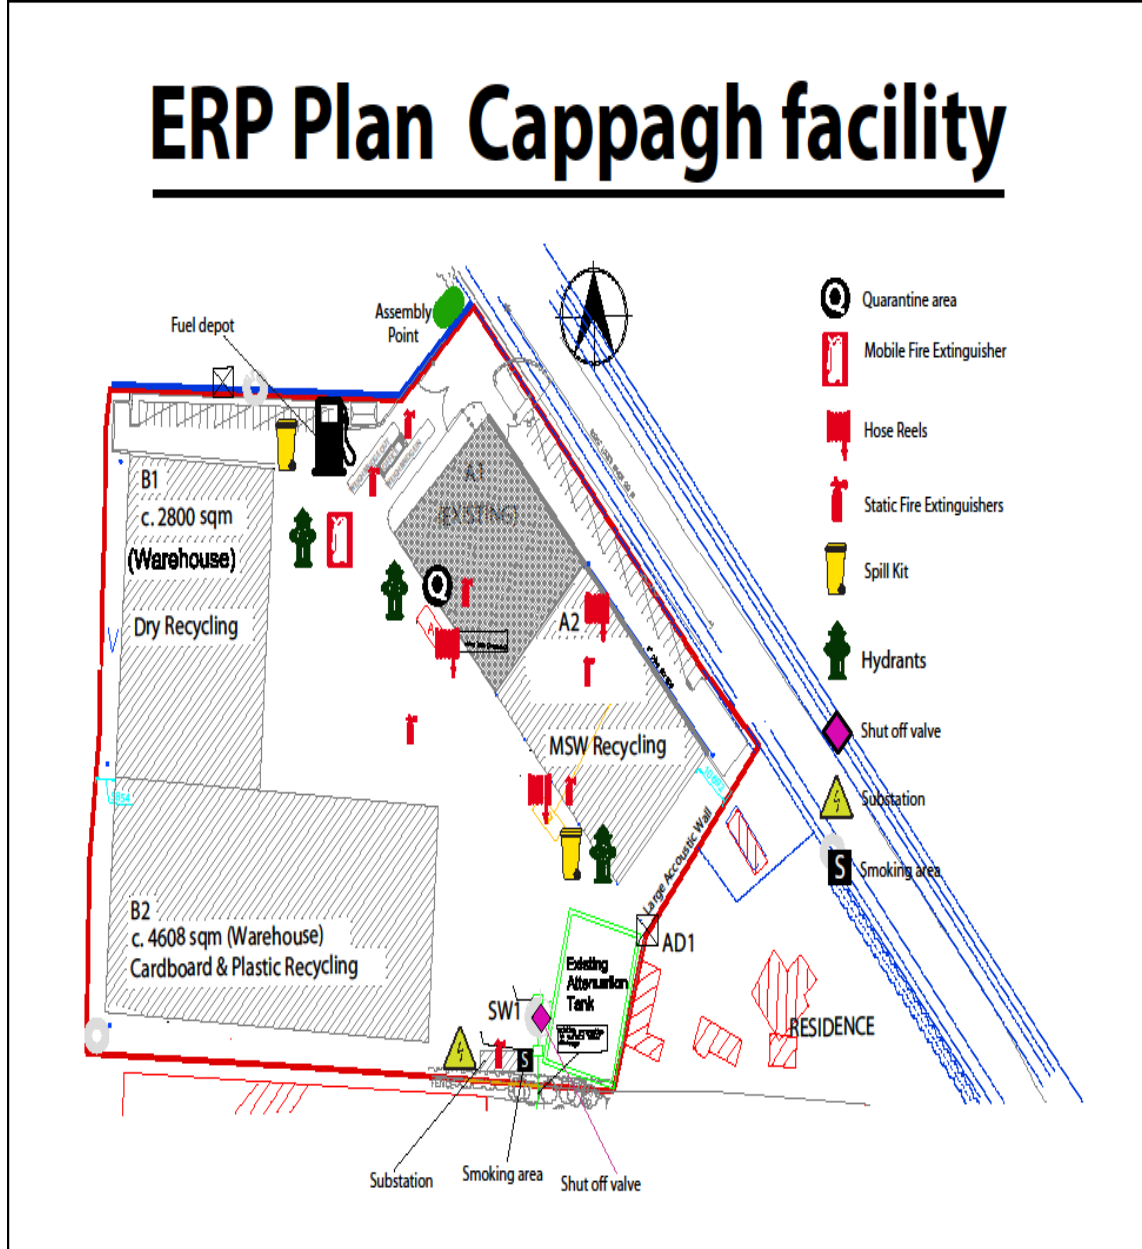 ERP Plan Cappagh facility
Assembly
Point
Fuel depot
Quarantine area
Mobile Fire Extinguisher
Hose Reels
Static Fire Extinguishers
Spill Kit
Hydrants
Shut off valve
Substation
S
Smoking area
A1
(EXISTING)
B1
c. 2800 sqm
(Warehouse)
Dry Recycling
Q
A2
MSW Recycling
Large Accoustic Wall
B2
c. 4608 sqm (Warehouse)
Cardboard & Plastic Recycling
AD1
Existing
Attenuation
Tank
SW1
RESIDENCE
S
Substation
Smoking area
Shut off valve